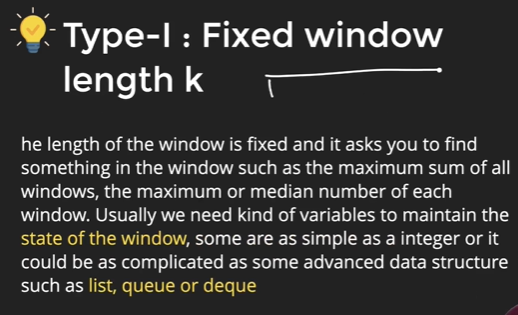 Type-I : Fixed window
length k
he length of the window is fixed and it asks you to find
something in the window such as the maximum sum of all
windows, the maximum or median number of each
window. Usually we need kind of variables to maintain the
state of the window, some are as simple as a integer or it
could be as complicated as some advanced data structure
such as list, queue or deque